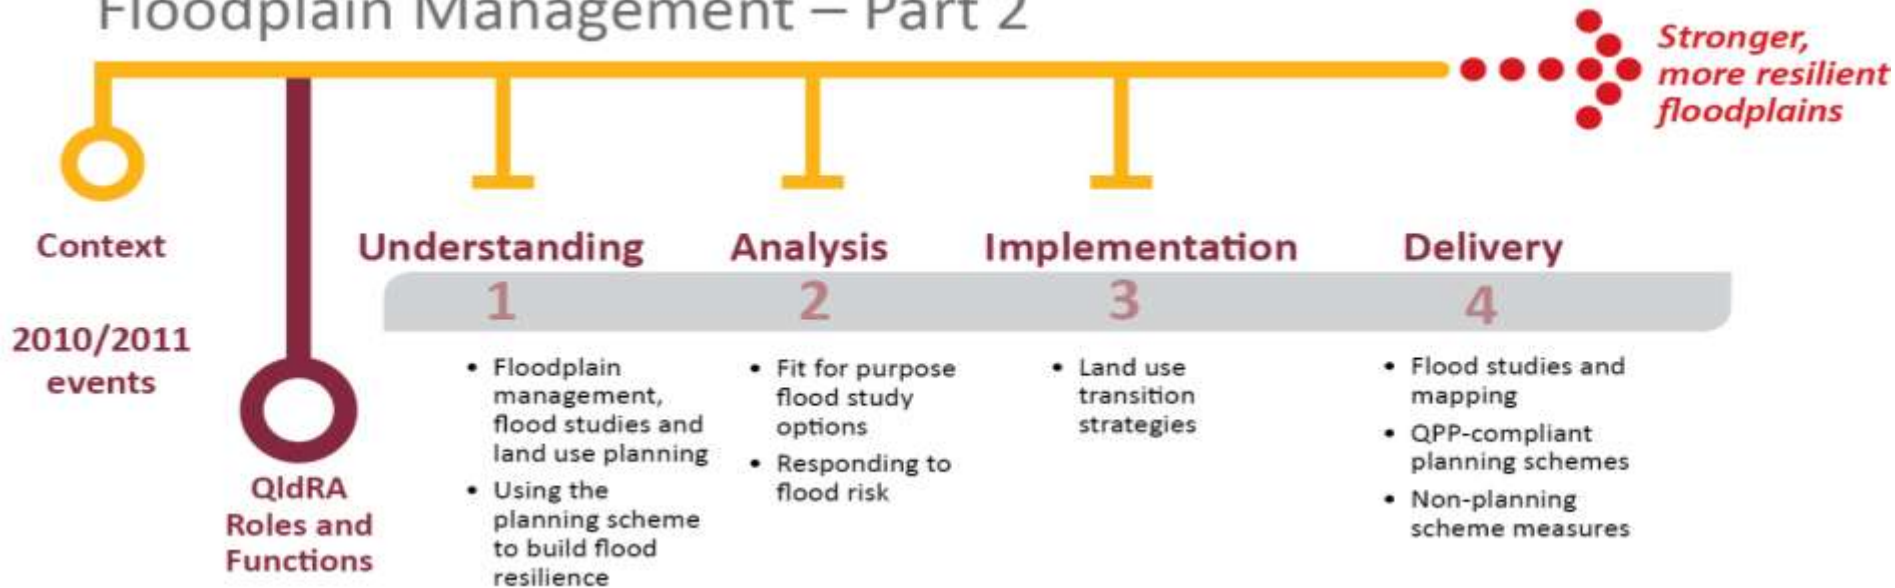 Floodplain Management – Part 2
Stronger,
more resilient
floodplains
Context
2010/2011
events
QldRA
Roles and
Functions
Understanding
1
• Floodplain
management,
flood studies and
land use planning
• Using the
planning scheme
to build flood
resilience
Analysis
2
• Fit for purpose
flood study
options
• Responding to
flood risk
Implementation
3
• Land use
transition
strategies
Delivery
4
• Flood studies and
mapping
• QPP-compliant
planning schemes
• Non-planning
scheme measures